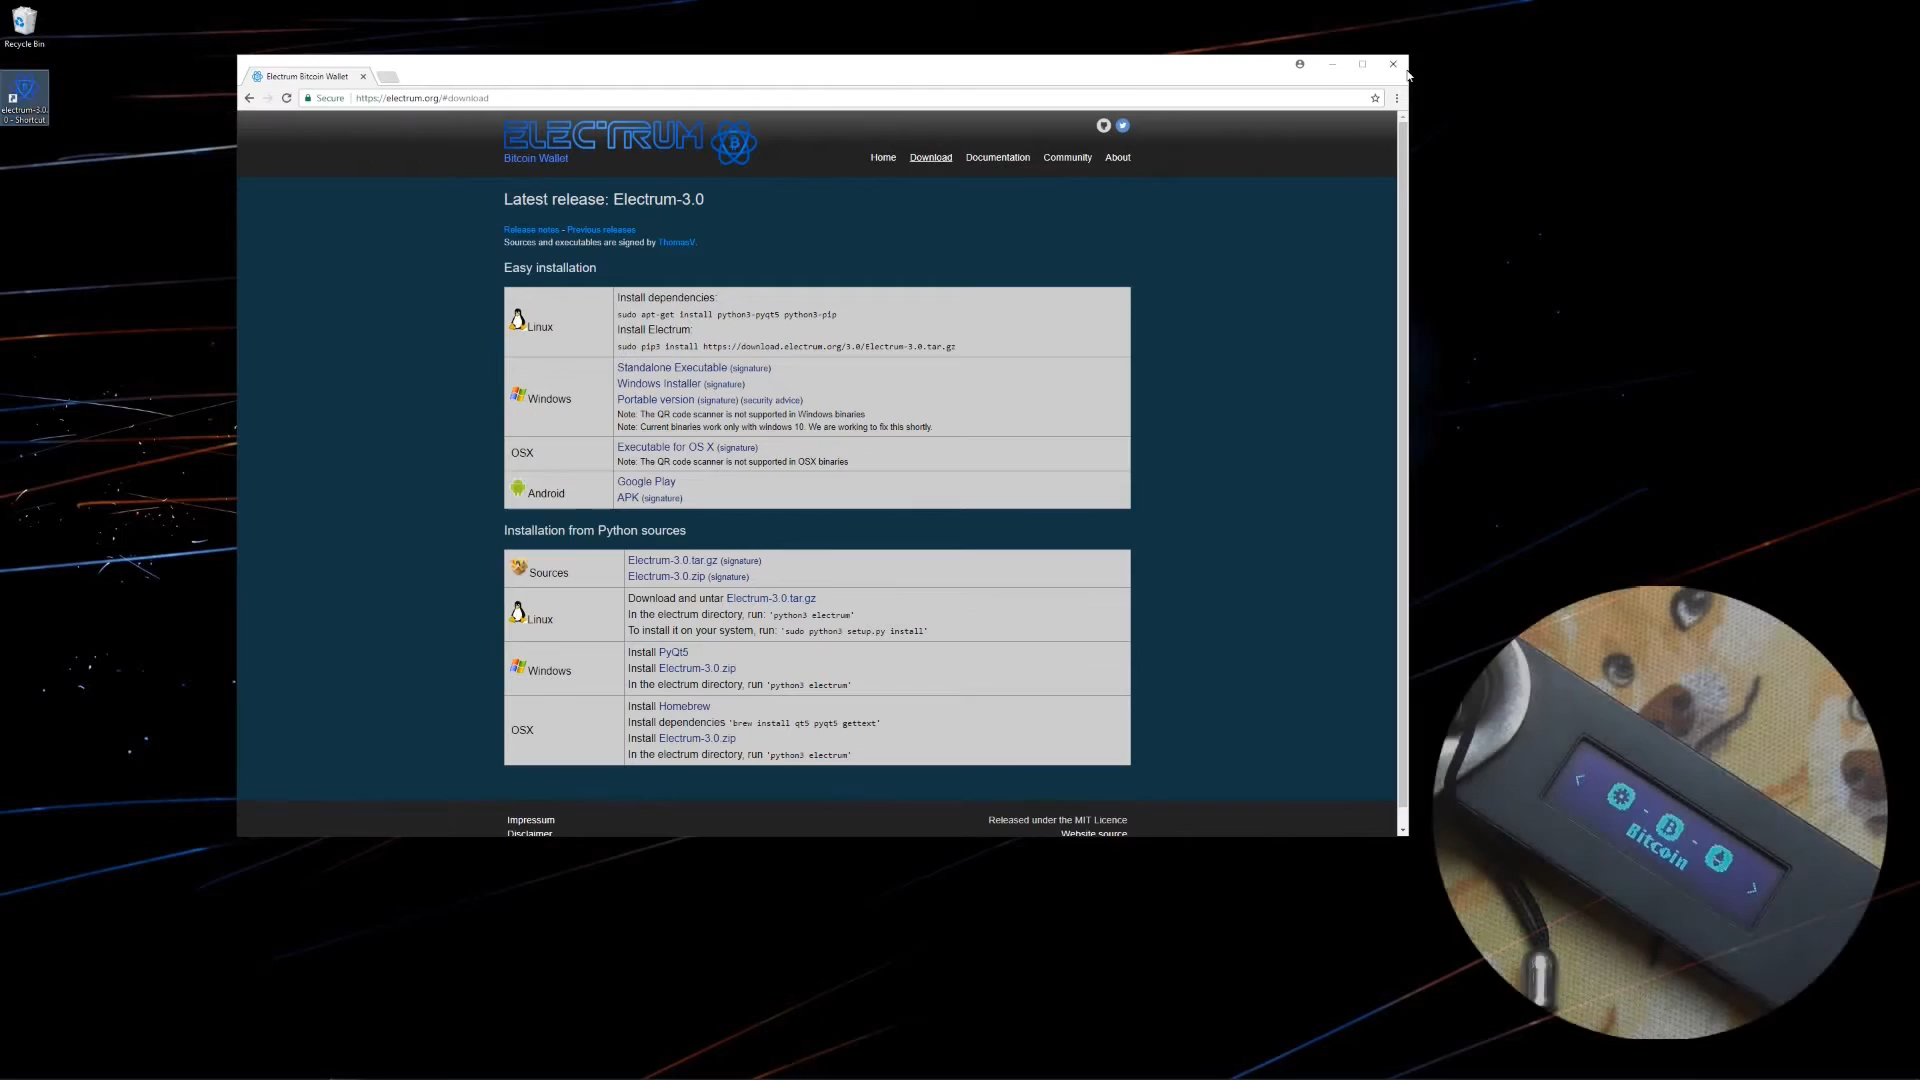 Recycle Bin
electrum-3.0.
0 - Shortcut
Electrum Bitcoin Wallet
Secure
https://electrum.org/#download
ELECTRUM
Bitcoin Wallet
Home
Download
Documentation
Community
About
Latest release: Electrum-3.0
Release notes - Previous releases
Sources and executables are signed by ThomasV.
Easy installation
Linux
Install dependencies:
sudo apt-get install python3-pyqt5 python3-pip
Install Electrum:
sudo pip3 install https://download.electrum.org/3.0/Electrum-3.0.tar.gz
Windows
Standalone Executable (signature)
Windows Installer (signature)
Portable version (signature) (security advice)
Note: The QR code scanner is not supported in Windows binaries
Note: Current binaries work only with windows 10. We are working to fix this shortly.
OSX
Executable for OS X (signature)
Note: The QR code scanner is not supported in OSX binaries
Android
Google Play
APK (signature)
Installation from Python sources
Sources
Electrum-3.0.tar.gz (signature)
Electrum-3.0.zip (signature)
Linux
Download and untar Electrum-3.0.tar.gz
In the electrum directory, run: 'python3 electrum'
To install it on your system, run: 'sudo python3 setup.py install'
Windows
Install PyQt5
Install Electrum-3.0.zip
In the electrum directory, run 'python3 electrum'
OSX
Install Homebrew
Install dependencies 'brew install qt5 pyqt5 gettext'
Install Electrum-3.0.zip
In the electrum directory, run 'python3 electrum'
Impressum
Released under the MIT Licence
Disclaimer
Website source
Bitcoin